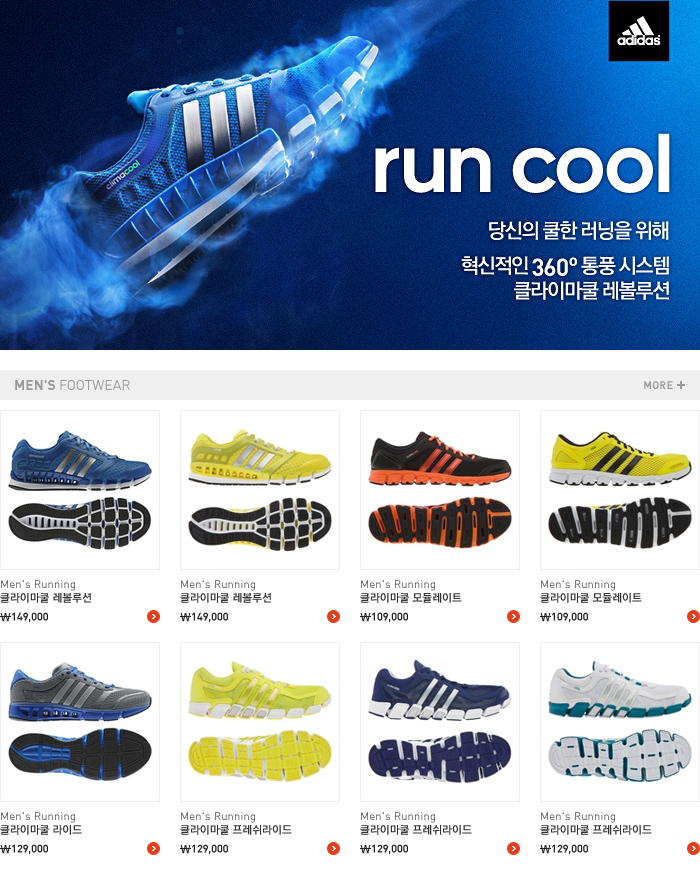 adidas
climacool
run cool
당신의 쿨한 러닝을 위해
혁신적인 360° 통풍 시스템
클라이마쿨 레볼루션
MEN'S FOOTWEAR
MORE +
Men's Running
클라이마쿨 레볼루션
₩149,000
Men's Running
클라이마쿨 레볼루션
₩149,000
Men's Running
클라이마쿨 모듈레이트
₩109,000
Men's Running
클라이마쿨 모듈레이트
₩109,000
Men's Running
클라이마쿨 라이드
₩129,000
Men's Running
클라이마쿨 프레쉬라이드
₩129,000
Men's Running
클라이마쿨 프레쉬라이드
₩129,000
Men's Running
클라이마쿨 프레쉬라이드
₩129,000